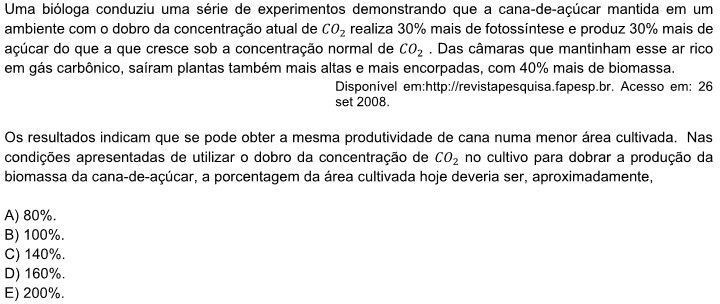 Uma bióloga conduziu uma série de experimentos demonstrando que a cana-de-açúcar mantida em um
ambiente com o dobro da concentração atual de CO₂ realiza 30% mais de fotossíntese e produz 30% mais de
açúcar do que a que cresce sob a concentração normal de CO₂ . Das câmaras que mantinham esse ar rico
em gás carbônico, saíram plantas também mais altas e mais encorpadas, com 40% mais de biomassa.
Disponível em:http://revistapesquisa.fapesp.br. Acesso em: 26
set 2008.
Os resultados indicam que se pode obter a mesma produtividade de cana numa menor área cultivada. Nas
condições apresentadas de utilizar o dobro da concentração de CO₂ no cultivo para dobrar a produção da
biomassa da cana-de-açúcar, a porcentagem da área cultivada hoje deveria ser, aproximadamente,
A) 80%.
B) 100%.
C) 140%.
D) 160%.
E) 200%.